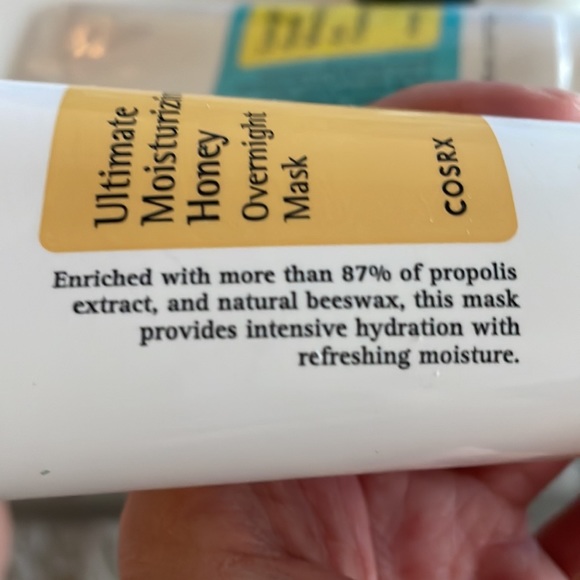 Ultimate
Moisturizing
Honey
Overnight
Mask
COSRX
Enriched with more than 87% of propolis
extract, and natural beeswax, this mask
provides intensive hydration with
refreshing moisture.